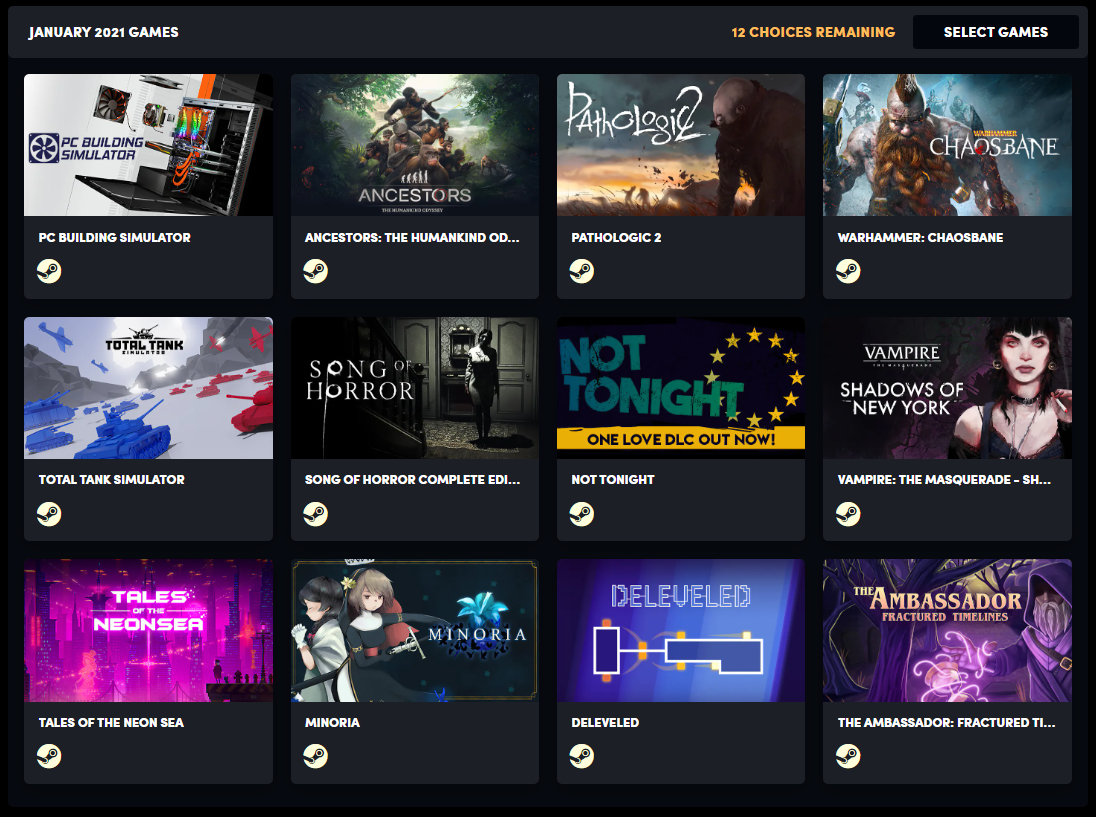 JANUARY 2021 GAMES
12 CHOICES REMAINING
SELECT GAMES
PC BUILDING
SIMULATOR
PC BUILDING SIMULATOR
ANCESTORS
THE HUMANKIND ODYSSEY
ANCESTORS: THE HUMANKIND OD...
PATHOLOGIC 2
PATHOLOGIC 2
WARHAMMER
CHAOSBANE
WARHAMMER: CHAOSBANE
TOTAL TANK
SIMULATOR
TOTAL TANK SIMULATOR
SONG OF
HORROR
SONG OF HORROR COMPLETE EDI...
NOT
TONIGHT
ONE LOVE DLC OUT NOW!
NOT TONIGHT
VAMPIRE
THE MASQUERADE
SHADOWS OF
NEW YORK
VAMPIRE: THE MASQUERADE - SH...
TALES
OF THE
NEONSEA
TALES OF THE NEON SEA
MINORIA
MINORIA
DELEVELED
DELEVELED
THE AMBASSADOR
FRACTURED TIMELINES
THE AMBASSADOR: FRACTURED TI...